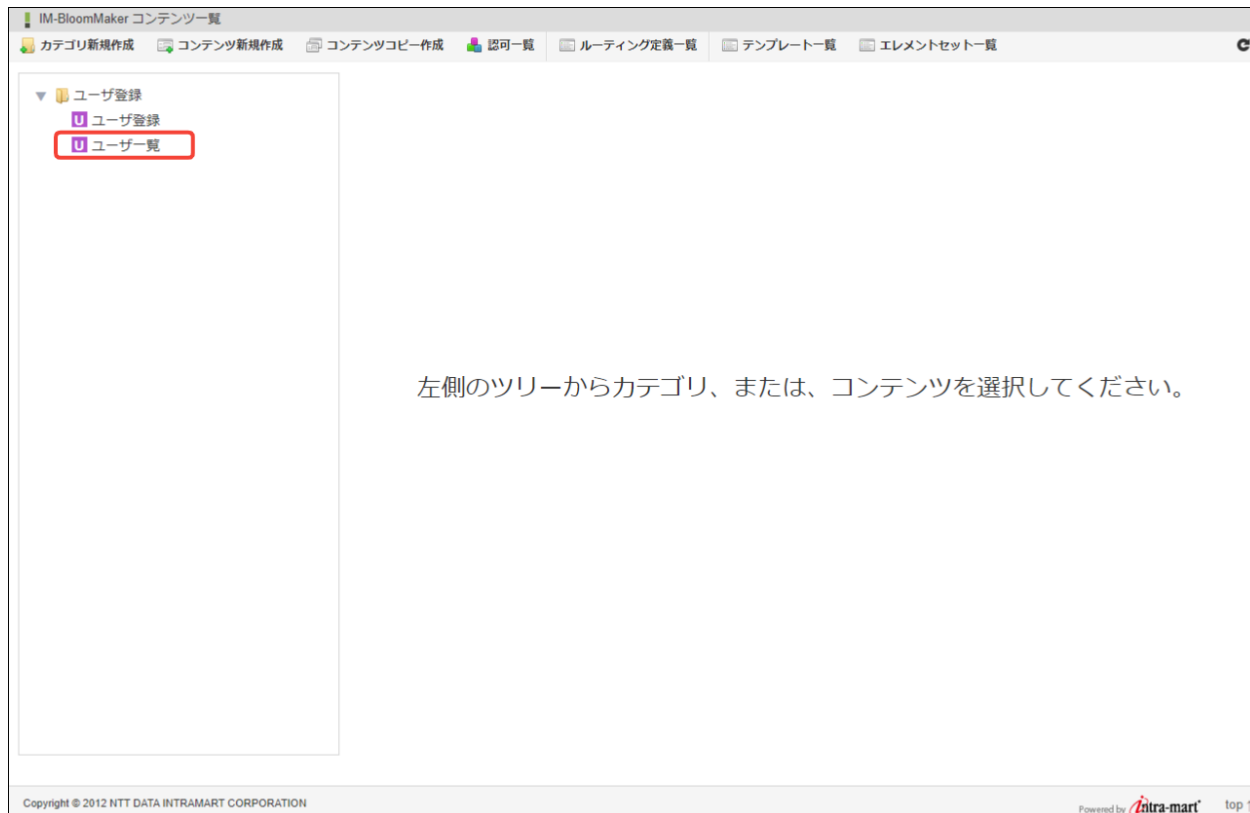 IM-BloomMaker コンテンツ一覧
カテゴリ新規作成 コンテンツ新規作成 コンテンツコピー作成 認可一覧 ルーティング定義一覧 テンプレート一覧 エレメントセット一覧
ユーザ登録
U ユーザ登録
U ユーザ一覧
左側のツリーからカテゴリ、または、コンテンツを選択してください。
Copyright © 2012 NTT DATA INTRAMART CORPORATION
Powered by intra-mart
top